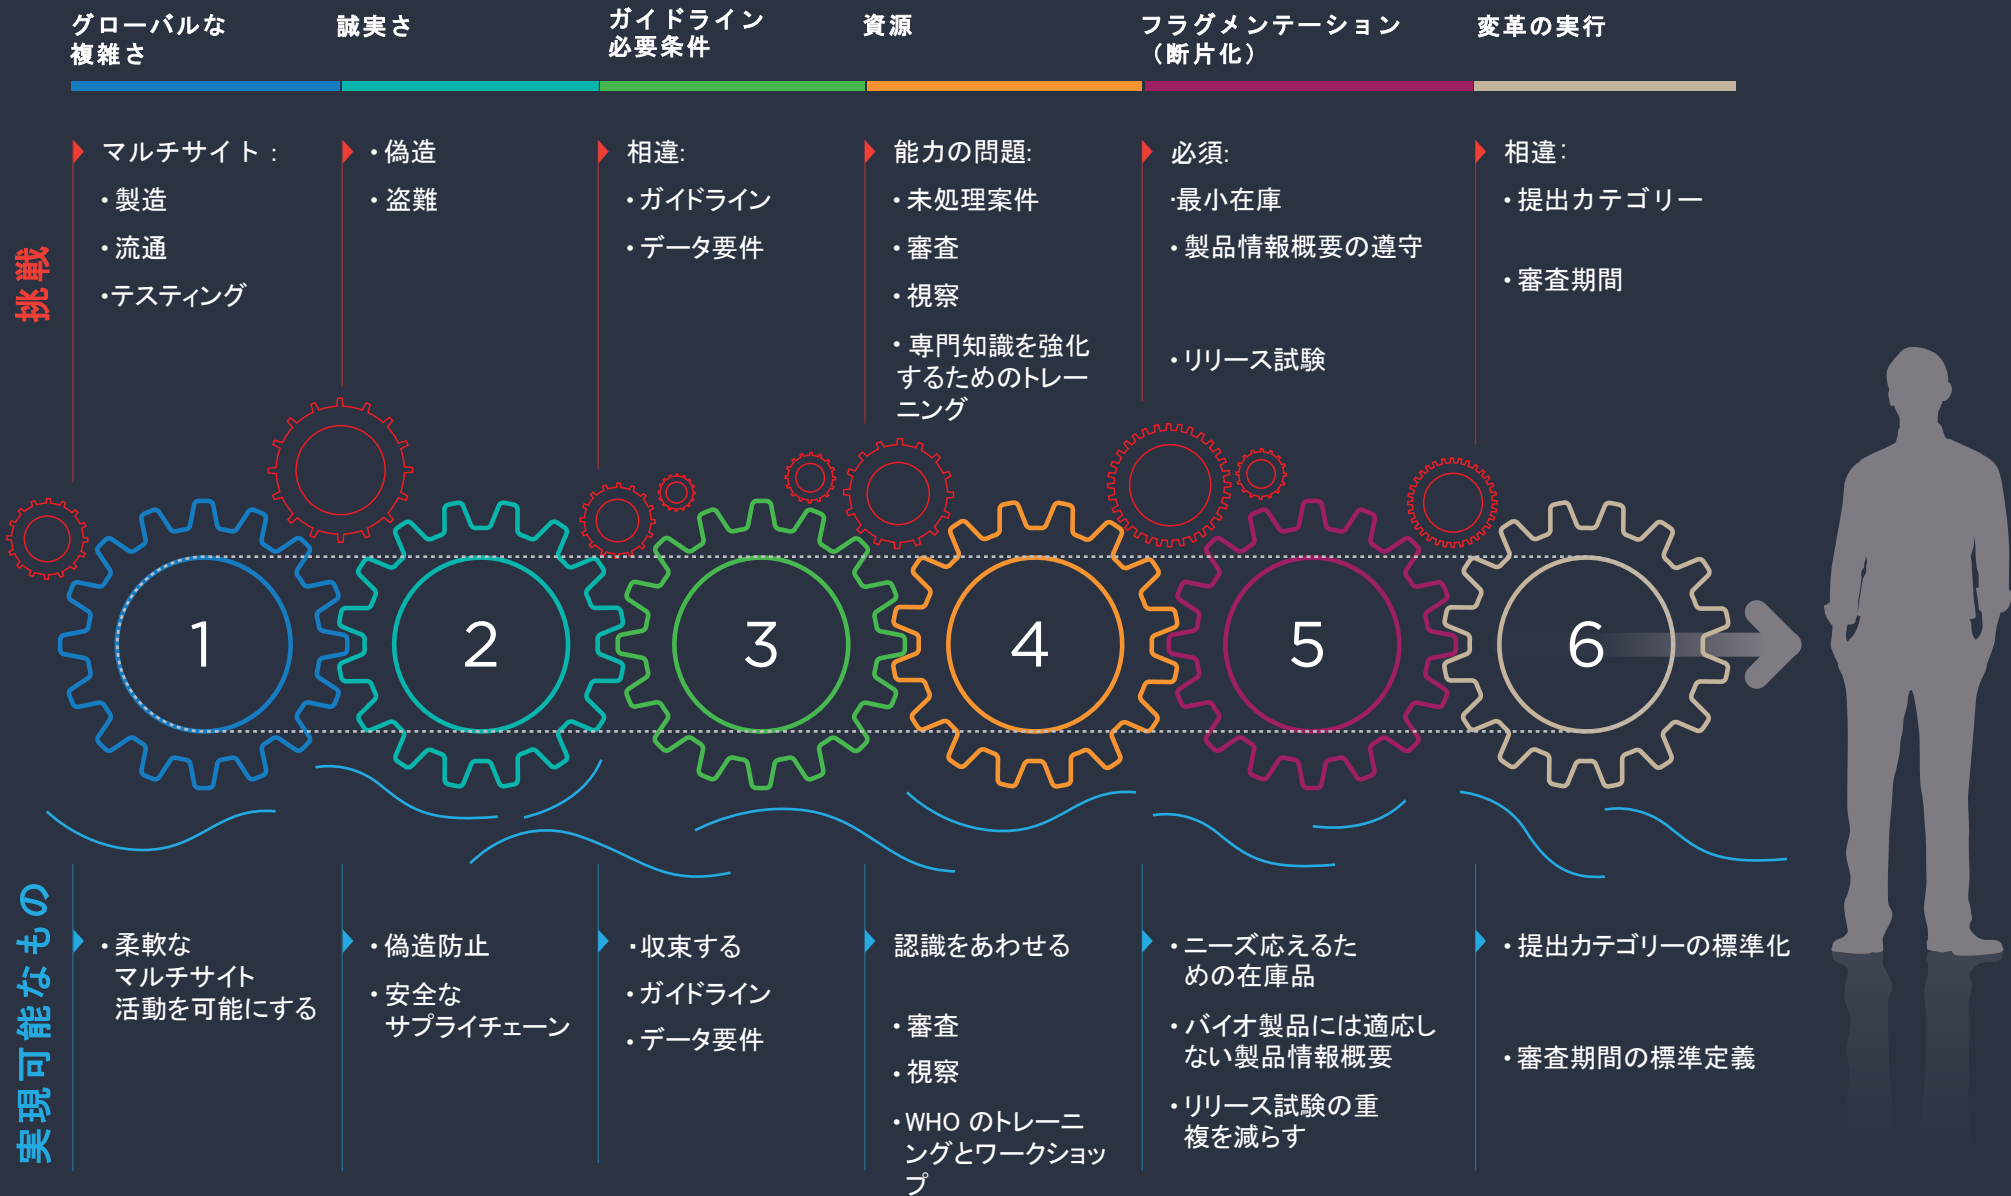 グローバルな
複雑さ
誠実さ
ガイドライン
必要条件
資源
フラグメンテーション
（断片化）
変革の実行
挑戦
マルチサイト：
・製造
・流通
・テスティング
・偽造
・盗難
相違:
・ガイドライン
・データ要件
能力の問題:
・未処理案件
・審査
・視察
・専門知識を強化
するためのトレー
ニング
必須:
・最小在庫
・製品情報概要の遵守
・リリース試験
相違:
・提出カテゴリー
・審査期間
1
2
3
4
5
6
実現可能なもの
・柔軟な
マルチサイト
活動を可能にする
・偽造防止
・安全な
サプライチェーン
・収束する
・ガイドライン
・データ要件
認識をあわせる
・審査
・視察
・WHO のトレーニ
ングとワークショッ
プ
・ニーズ応えるた
めの在庫品
・バイオ製品には適応し
ない製品情報概要
・リリース試験の重
複を減らす
・提出カテゴリーの標準化
・審査期間の標準定義